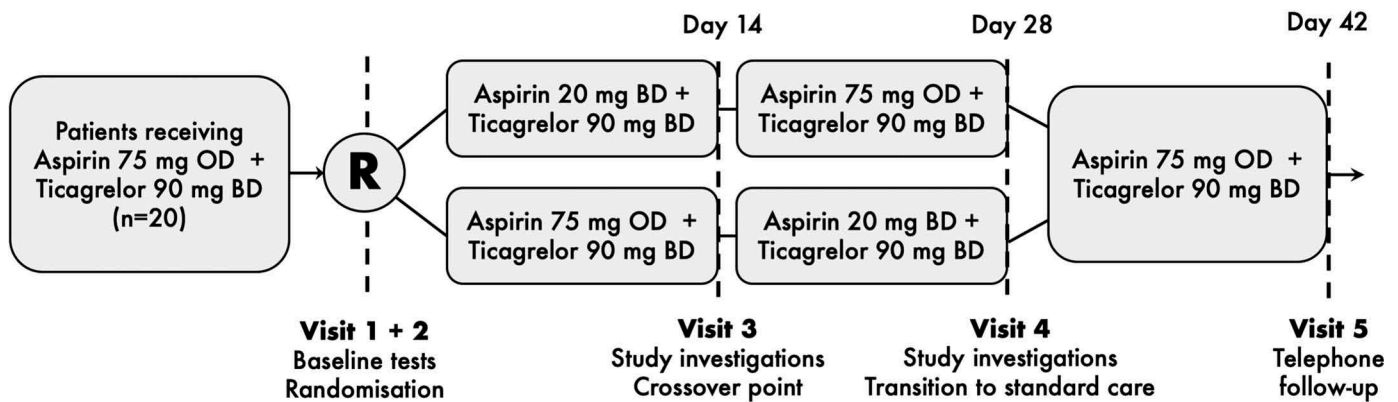 Day 14
Day 28
Day 42
Patients receiving
Aspirin 75 mg OD +
Ticagrelor 90 mg BD
(n=20)
R
Aspirin 20 mg BD +
Ticagrelor 90 mg BD
Aspirin 75 mg OD +
Ticagrelor 90 mg BD
Aspirin 75 mg OD +
Ticagrelor 90 mg BD
Aspirin 20 mg BD +
Ticagrelor 90 mg BD
Aspirin 75 mg OD +
Ticagrelor 90 mg BD
Visit 1 + 2
Baseline tests
Randomisation
Visit 3
Study investigations
Crossover point
Visit 4
Study investigations
Transition to standard care
Visit 5
Telephone
follow-up